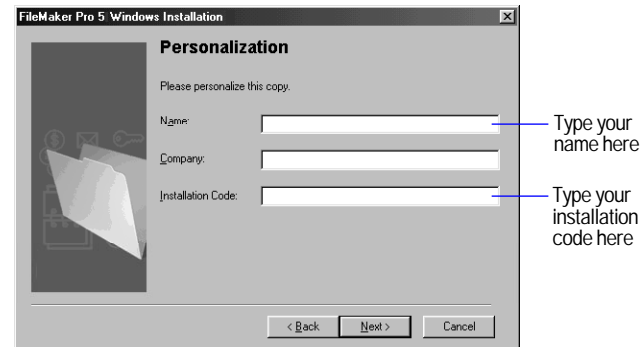 FileMaker Pro 5 Windows Installation
Personalization
Please personalize this copy.
Name:
Type your
name here
Company:
Installation Code:
Type your
installation
code here
< Back
Next >
Cancel